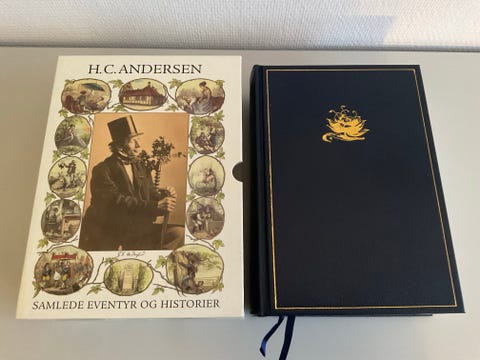 H.C. ANDERSEN
SAMLEDE EVENTYR OG HISTORIER